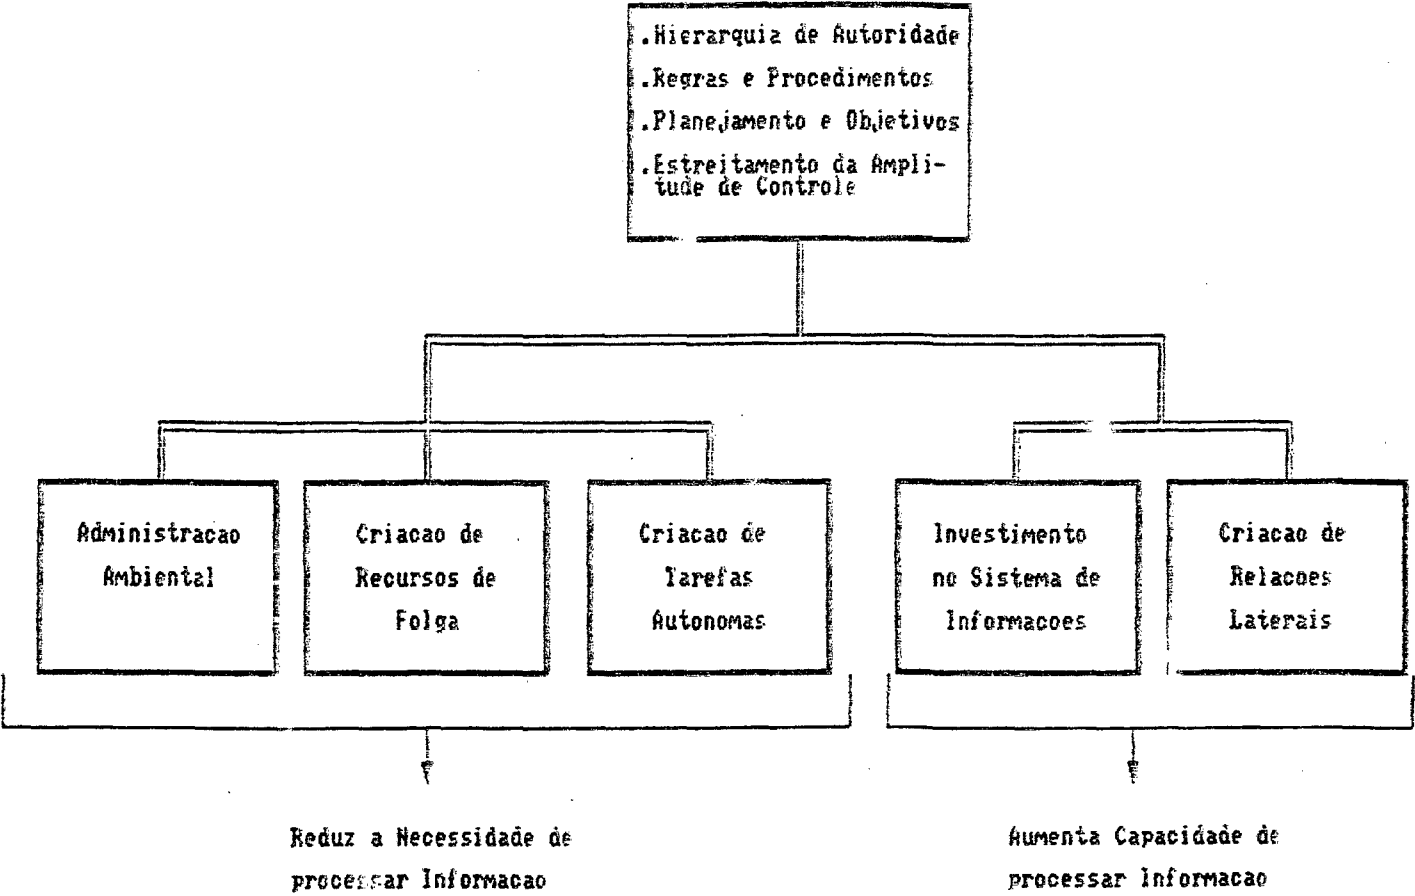 .Hierarquia de Autoridade
.Regras e Procedimentos
.Planejamento e Objetivos
.Estreitamento da Ampli-
tude de Controle
Administracao
Ambiental
Criacao de
Recursos de
Folga
Criacao de
Tarefas
Autonomas
Investimento
no Sistema de
Informacoes
Criacao de
Relacoes
Laterais
Reduz a Necessidade de
processar Informacao
Aumenta Capacidade de
processar Informacao